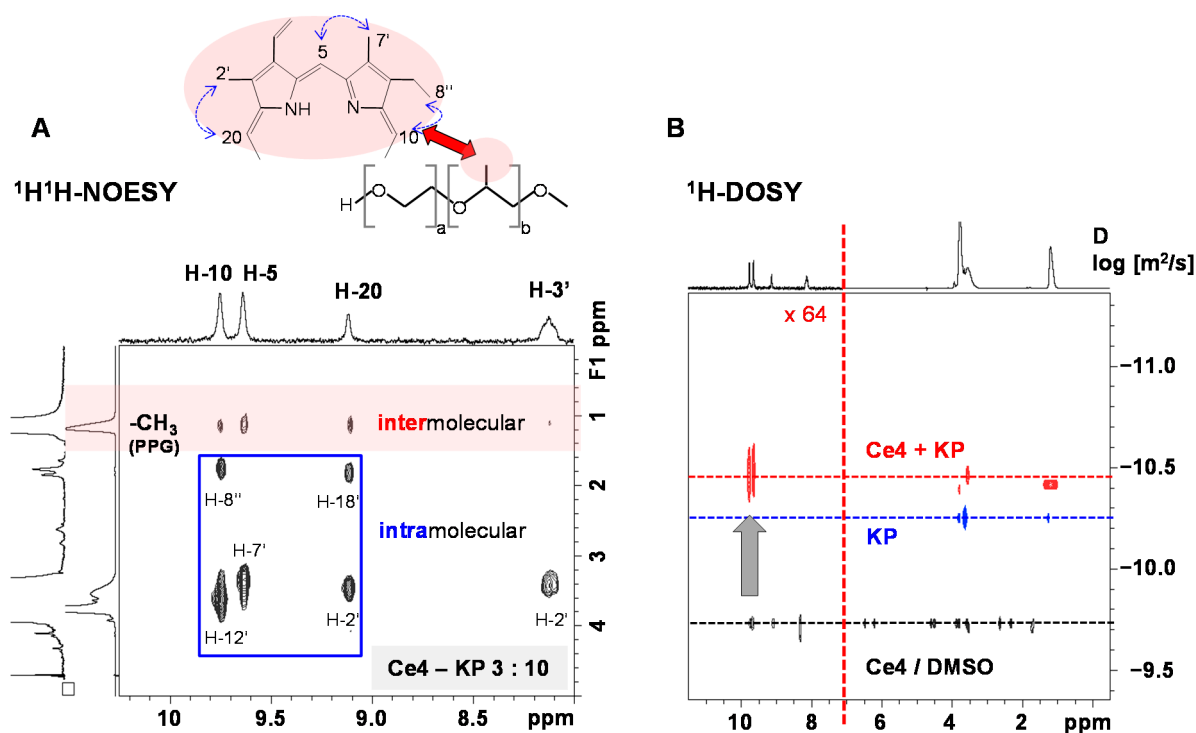 A
¹H¹H-NOESY
5
7'
2'
8''
NH
N
20
10
H
O
O
O
a
b
H-10
H-5
H-20
H-3’
F1 ppm
-CH₃
(PPG)
intermolecular
1
H-8''
H-18'
2
intramolecular
H-7'
3
H-12'
H-2'
H-2'
4
Ce4 – KP 3 : 10
10
9.5
9.0
8.5
ppm
B
¹H-DOSY
D
log [m²/s]
x 64
−11.0
Ce4 + KP
−10.5
KP
−10.0
Ce4 / DMSO
−9.5
10
8
6
4
2
ppm